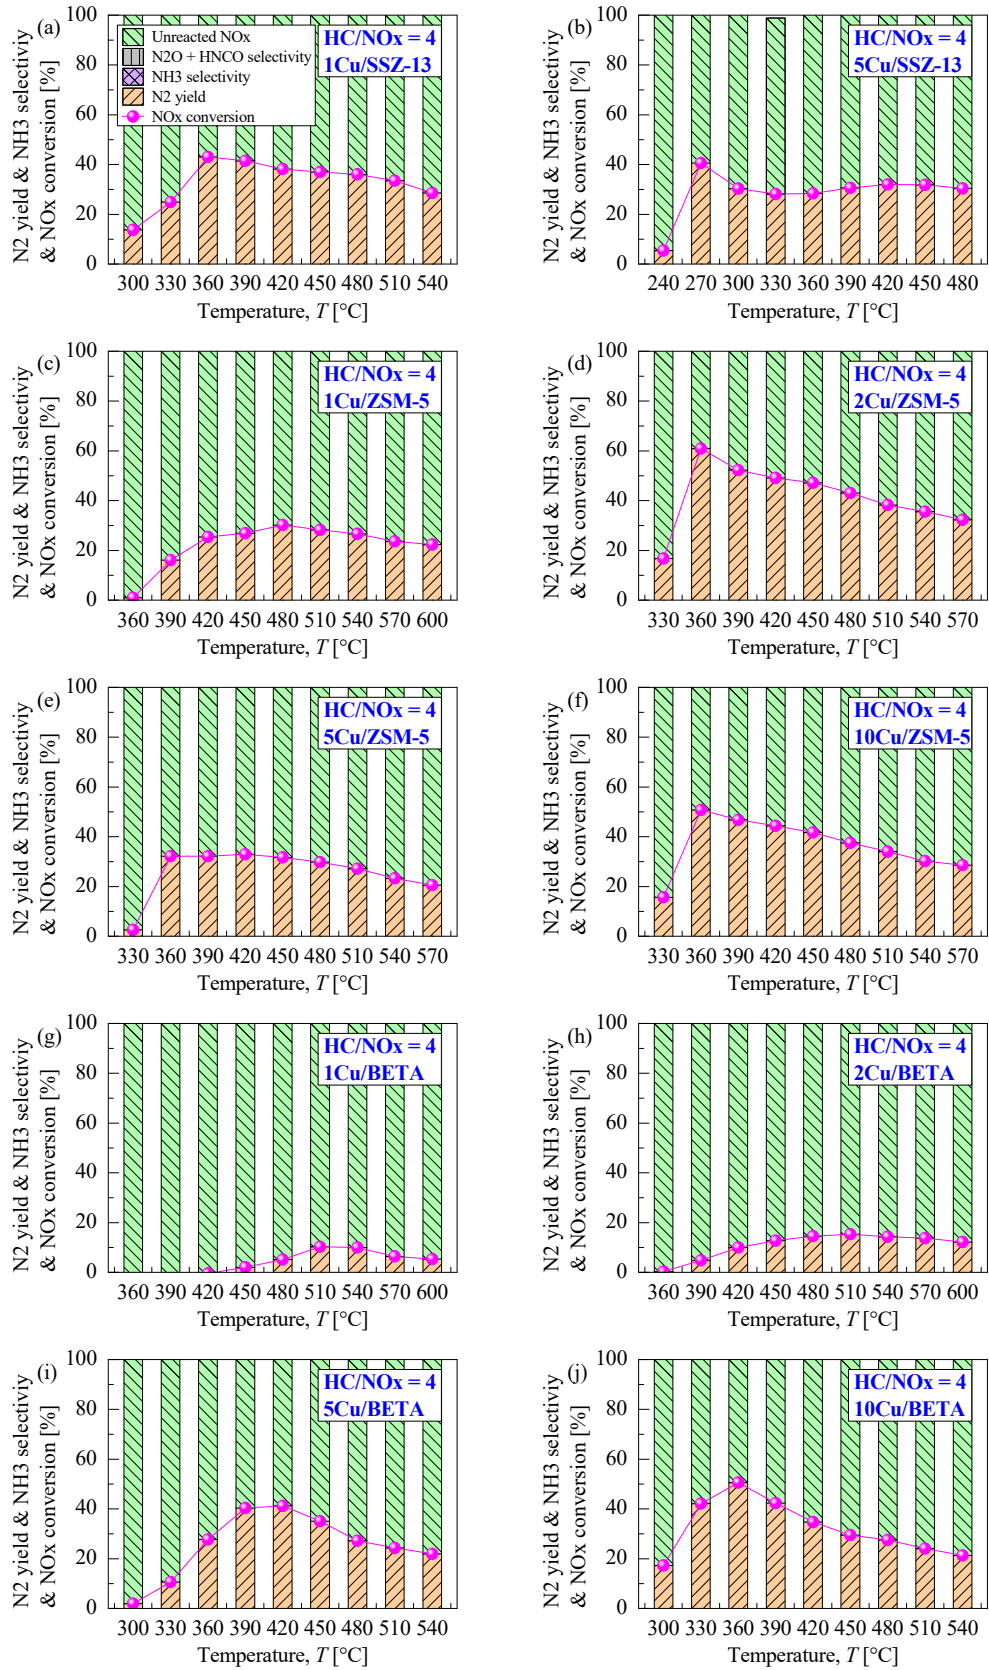 (a)
100
80
60
40
20
0
N2 yield & NH3 selectiviy
& NOx conversion [%]
Unreacted NOx
N2O + HNCO selectivity
NH3 selectivity
N2 yield
NOx conversion
HC/NOx = 4
1Cu/SSZ-13
300 330 360 390 420 450 480 510 540
Temperature, T [°C]
(b)
100
80
60
40
20
0
N2 yield & NH3 selectiviy
& NOx conversion [%]
HC/NOx = 4
5Cu/SSZ-13
240 270 300 330 360 390 420 450 480
Temperature, T [°C]
(c)
100
80
60
40
20
0
N2 yield & NH3 selectiviy
& NOx conversion [%]
HC/NOx = 4
1Cu/ZSM-5
360 390 420 450 480 510 540 570 600
Temperature, T [°C]
(d)
100
80
60
40
20
0
N2 yield & NH3 selectiviy
& NOx conversion [%]
HC/NOx = 4
2Cu/ZSM-5
330 360 390 420 450 480 510 540 570
Temperature, T [°C]
(e)
100
80
60
40
20
0
N2 yield & NH3 selectiviy
& NOx conversion [%]
HC/NOx = 4
5Cu/ZSM-5
330 360 390 420 450 480 510 540 570
Temperature, T [°C]
(f)
100
80
60
40
20
0
N2 yield & NH3 selectiviy
& NOx conversion [%]
HC/NOx = 4
10Cu/ZSM-5
330 360 390 420 450 480 510 540 570
Temperature, T [°C]
(g)
100
80
60
40
20
0
N2 yield & NH3 selectiviy
& NOx conversion [%]
HC/NOx = 4
1Cu/BETA
360 390 420 450 480 510 540 570 600
Temperature, T [°C]
(h)
100
80
60
40
20
0
N2 yield & NH3 selectiviy
& NOx conversion [%]
HC/NOx = 4
2Cu/BETA
360 390 420 450 480 510 540 570 600
Temperature, T [°C]
(i)
100
80
60
40
20
0
N2 yield & NH3 selectiviy
& NOx conversion [%]
HC/NOx = 4
5Cu/BETA
300 330 360 390 420 450 480 510 540
Temperature, T [°C]
(j)
100
80
60
40
20
0
N2 yield & NH3 selectiviy
& NOx conversion [%]
HC/NOx = 4
10Cu/BETA
300 330 360 390 420 450 480 510 540
Temperature, T [°C]